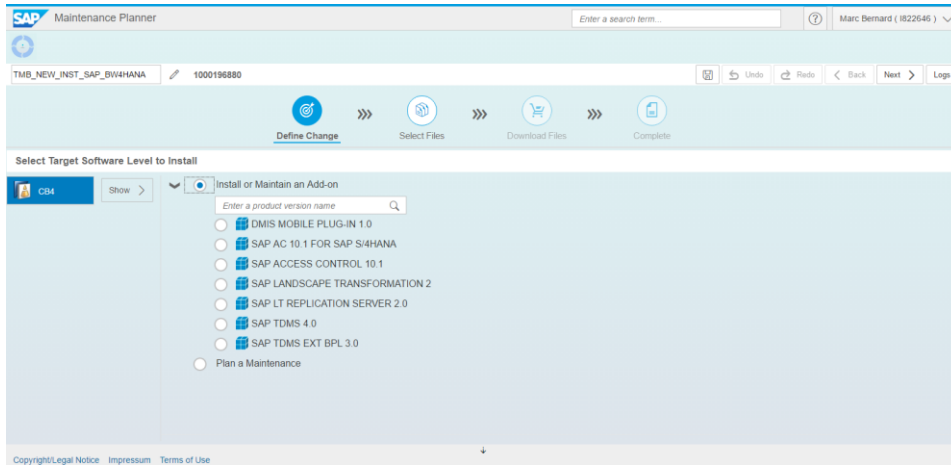 SAP Maintenance Planner Enter a search term... ? Marc Bernard ( I822646 )
TMB_NEW_INST_SAP_BW4HANA 1000196880 Undo Redo Back Next Logs
Define Change Select Files Download Files Complete
Select Target Software Level to Install
CB4 Show Install or Maintain an Add-on
Enter a product version name
DMIS MOBILE PLUG-IN 1.0
SAP AC 10.1 FOR SAP S/4HANA
SAP ACCESS CONTROL 10.1
SAP LANDSCAPE TRANSFORMATION 2
SAP LT REPLICATION SERVER 2.0
SAP TDMS 4.0
SAP TDMS EXT BPL 3.0
Plan a Maintenance
Copyright/Legal Notice Impressum Terms of Use